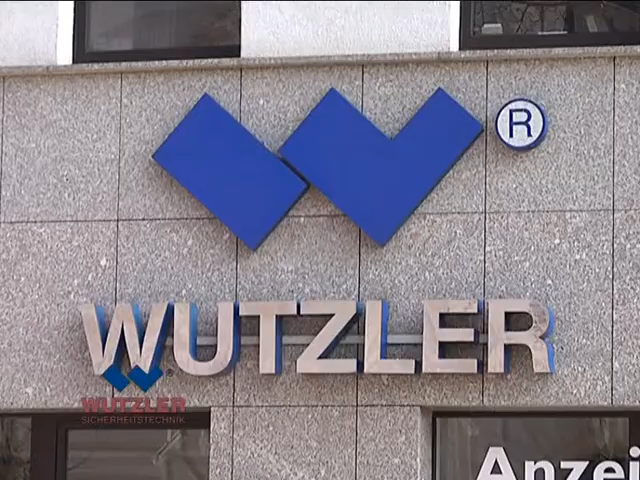 ®
WUTZLER
®
WUTZLER
SICHERHEITSTECHNIK
Anzei